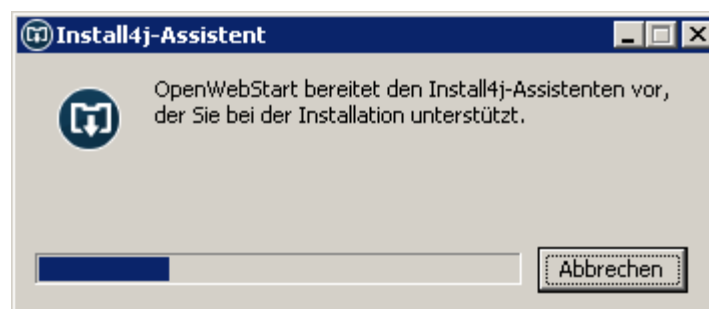 Install4j-Assistent
OpenWebStart bereitet den Install4j-Assistenten vor,
der Sie bei der Installation unterstützt.
Abbrechen